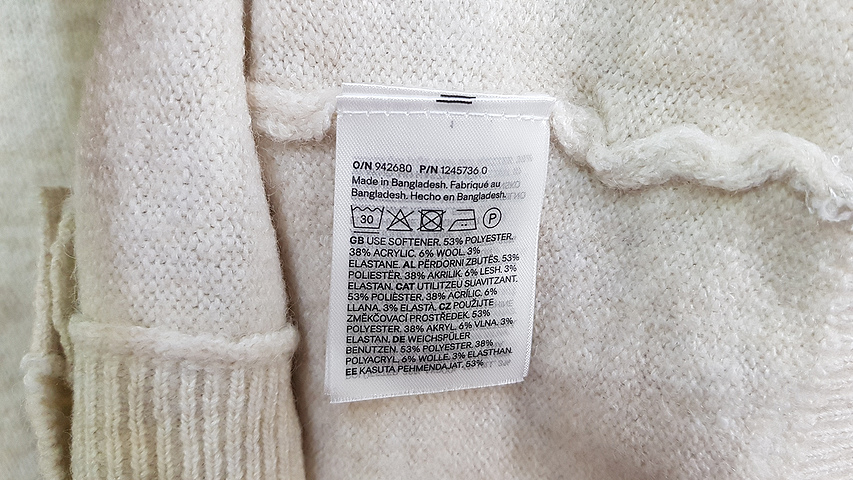 O/N 942680 P/N 1245736 0
Made in Bangladesh. Fabriqué au
Bangladesh. Hecho en Bangladesh.
30 P
GB USE SOFTENER. 53% POLYESTER.
38% ACRYLIC. 6% WOOL. 3%
ELASTANE. AL PËRDORNI ZBUTËS. 53%
POLIESTËR. 38% AKRILIK. 6% LESH. 3%
ELASTAN. CAT UTILITZEU SUAVITZANT.
53% POLIÈSTER. 38% ACRÍLIC. 6%
LLANA. 3% ELASTÀ. CZ POUŽIJTE
ZMĚKČOVACÍ PROSTŘEDEK. 53%
POLYESTER. 38% AKRYL. 6% VLNA. 3%
ELASTAN. DE WEICHSPÜLER
BENUTZEN. 53% POLYESTER. 38%
POLYACRYL. 6% WOLLE. 3% ELASTHAN.
EE KASUTA PEHMENDAJAT. 53%